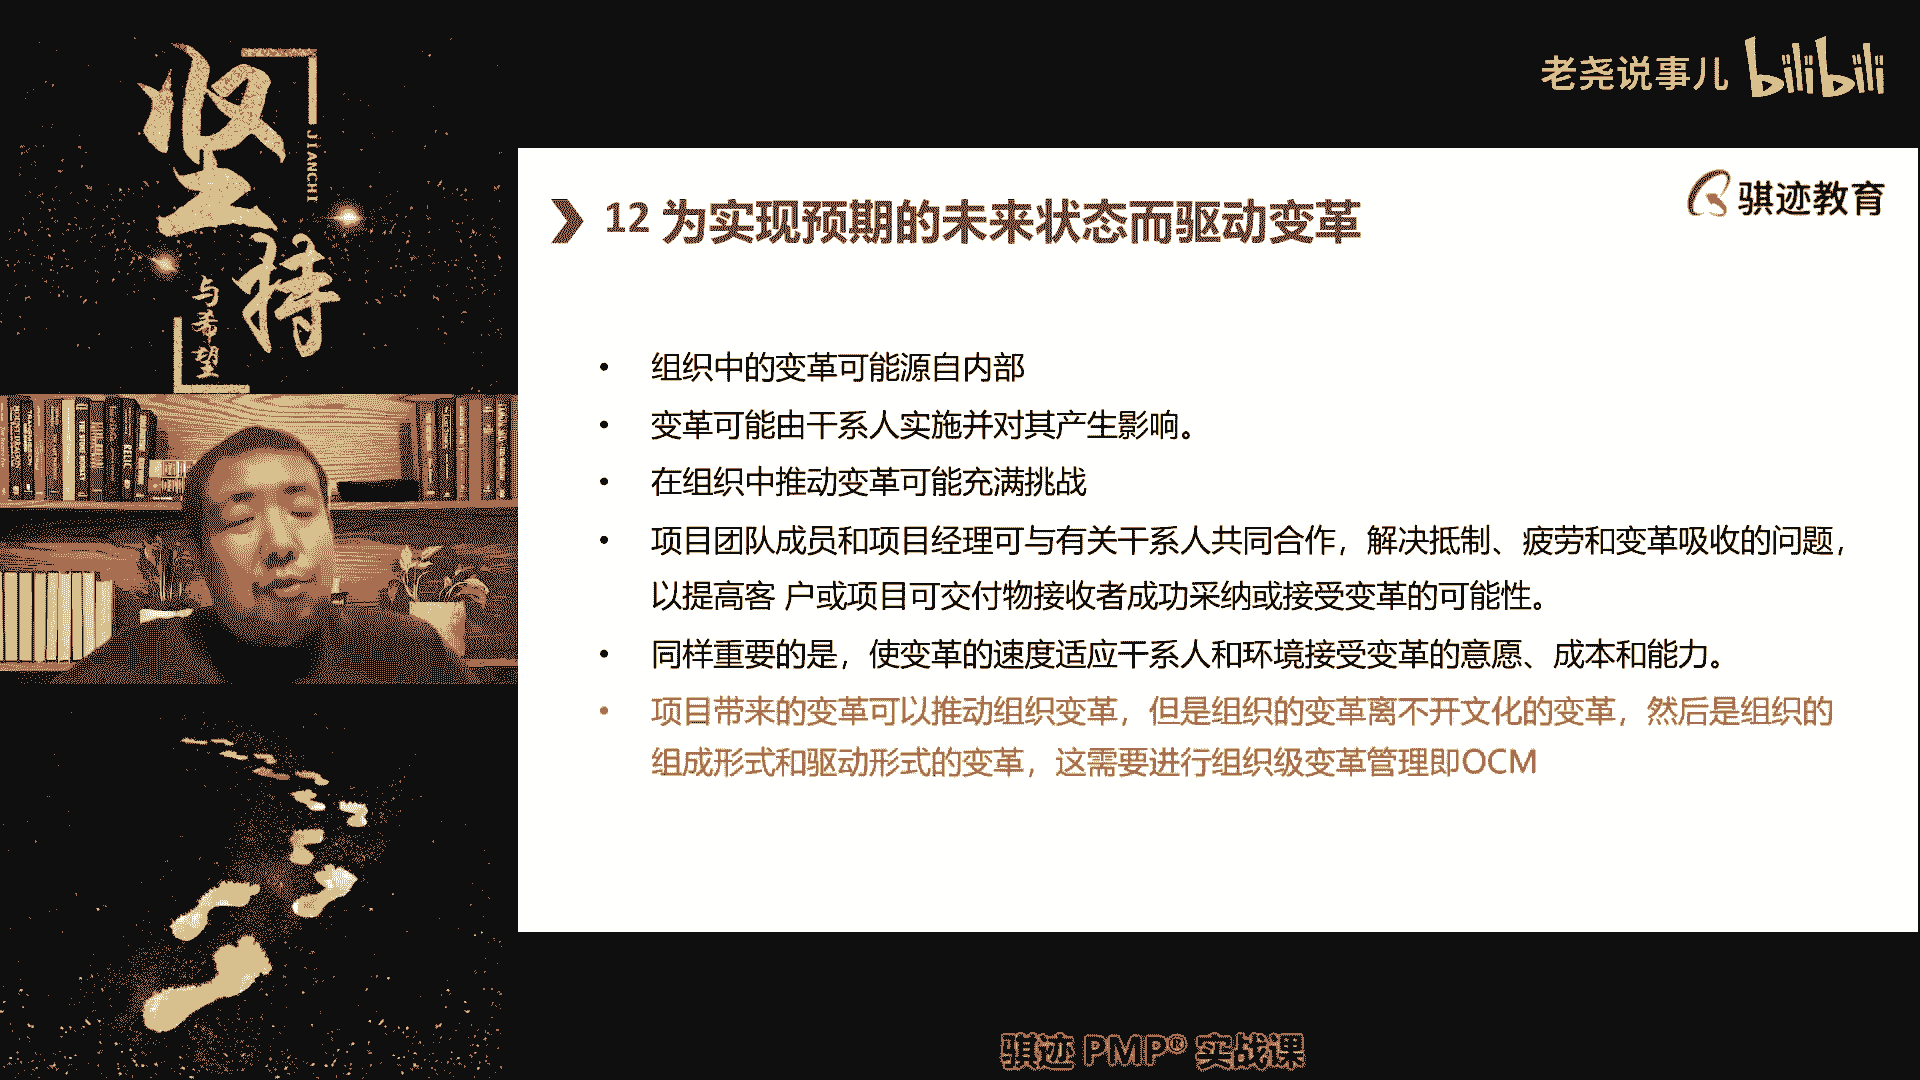 坚持
JIANCHI
与希望
老尧说事儿 bilibili
骐迹教育
12 为实现预期的未来状态而驱动变革
• 组织中的变革可能源自内部
• 变革可能由干系人实施并对其产生影响。
• 在组织中推动变革可能充满挑战
• 项目团队成员和项目经理可与有关干系人共同合作，解决抵制、疲劳和变革吸收的问题，
以提高客 户或项目可交付物接收者成功采纳或接受变革的可能性。
• 同样重要的是，使变革的速度适应干系人和环境接受变革的意愿、成本和能力。
• 项目带来的变革可以推动组织变革，但是组织的变革离不开文化的变革，然后是组织的
组成形式和驱动形式的变革，这需要进行组织级变革管理即OCM
骐迹 PMP® 实战课